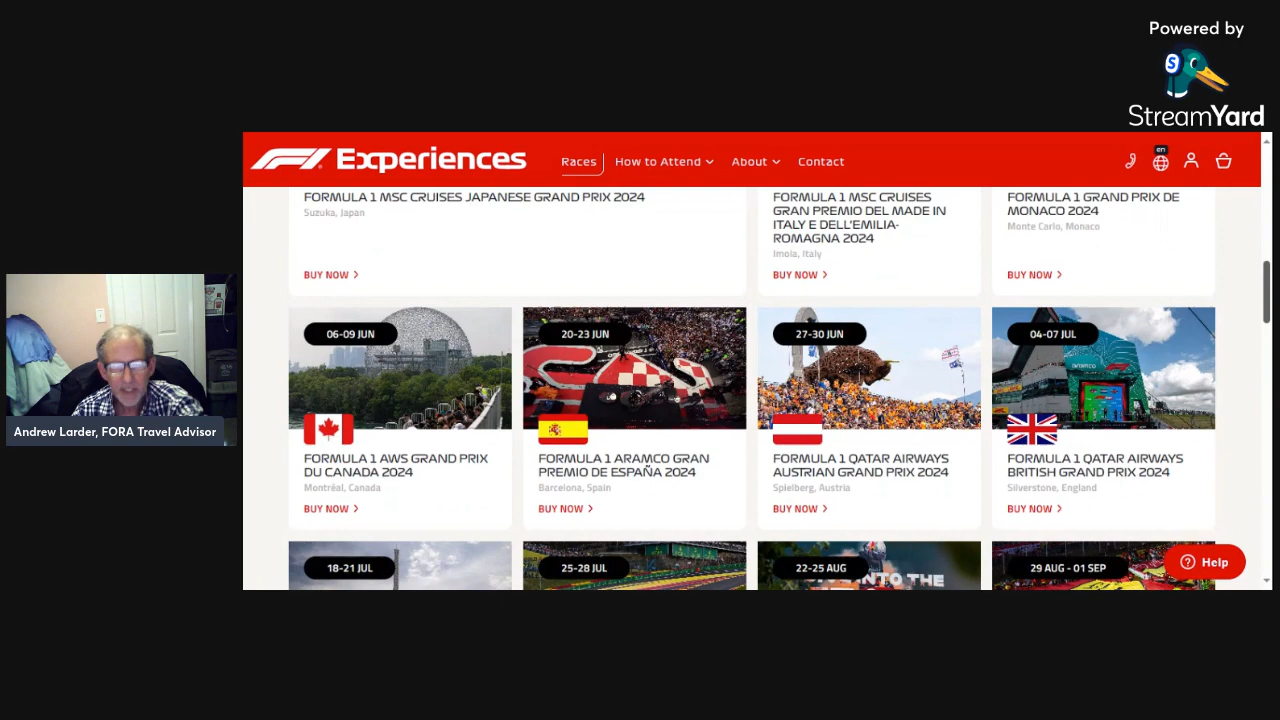 Powered by
S
StreamYard
F1 Experiences
Races
How to Attend
About
Contact
en
FORMULA 1 MSC CRUISES JAPANESE GRAND PRIX 2024
Suzuka, Japan
BUY NOW >
FORMULA 1 MSC CRUISES
GRAN PREMIO DEL MADE IN
ITALY E DELL'EMILIA-
ROMAGNA 2024
Imola, Italy
BUY NOW >
FORMULA 1 GRAND PRIX DE
MONACO 2024
Monte Carlo, Monaco
BUY NOW >
06-09 JUN
FORMULA 1 AWS GRAND PRIX
DU CANADA 2024
Montréal, Canada
BUY NOW >
20-23 JUN
FORMULA 1 ARAMCO GRAN
PREMIO DE ESPAÑA 2024
Barcelona, Spain
BUY NOW >
27-30 JUN
FORMULA 1 QATAR AIRWAYS
AUSTRIAN GRAND PRIX 2024
Spielberg, Austria
BUY NOW >
04-07 JUL
aramco
FORMULA 1 QATAR AIRWAYS
BRITISH GRAND PRIX 2024
Silverstone, England
BUY NOW >
18-21 JUL
25-28 JUL
22-25 AUG
INTO THE
29 AUG - 01 SEP
Help
Andrew Larder, FORA Travel Advisor